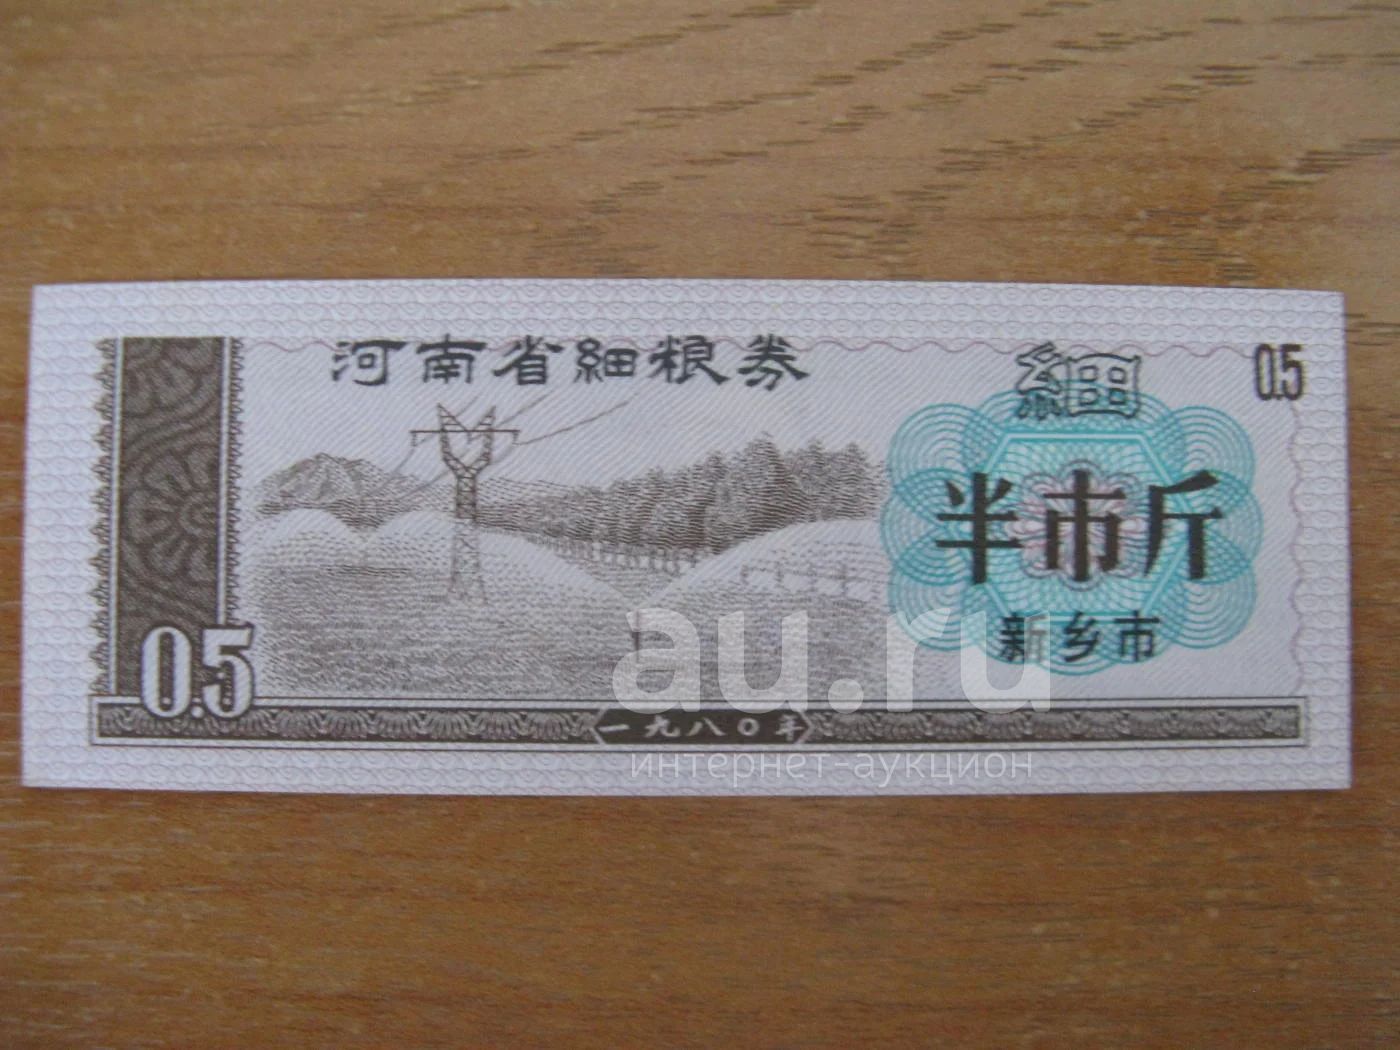 河南省細粮券
細
0.5
半市斤
新乡市
0.5
一九八〇年
au.ru
интернет-аукцион